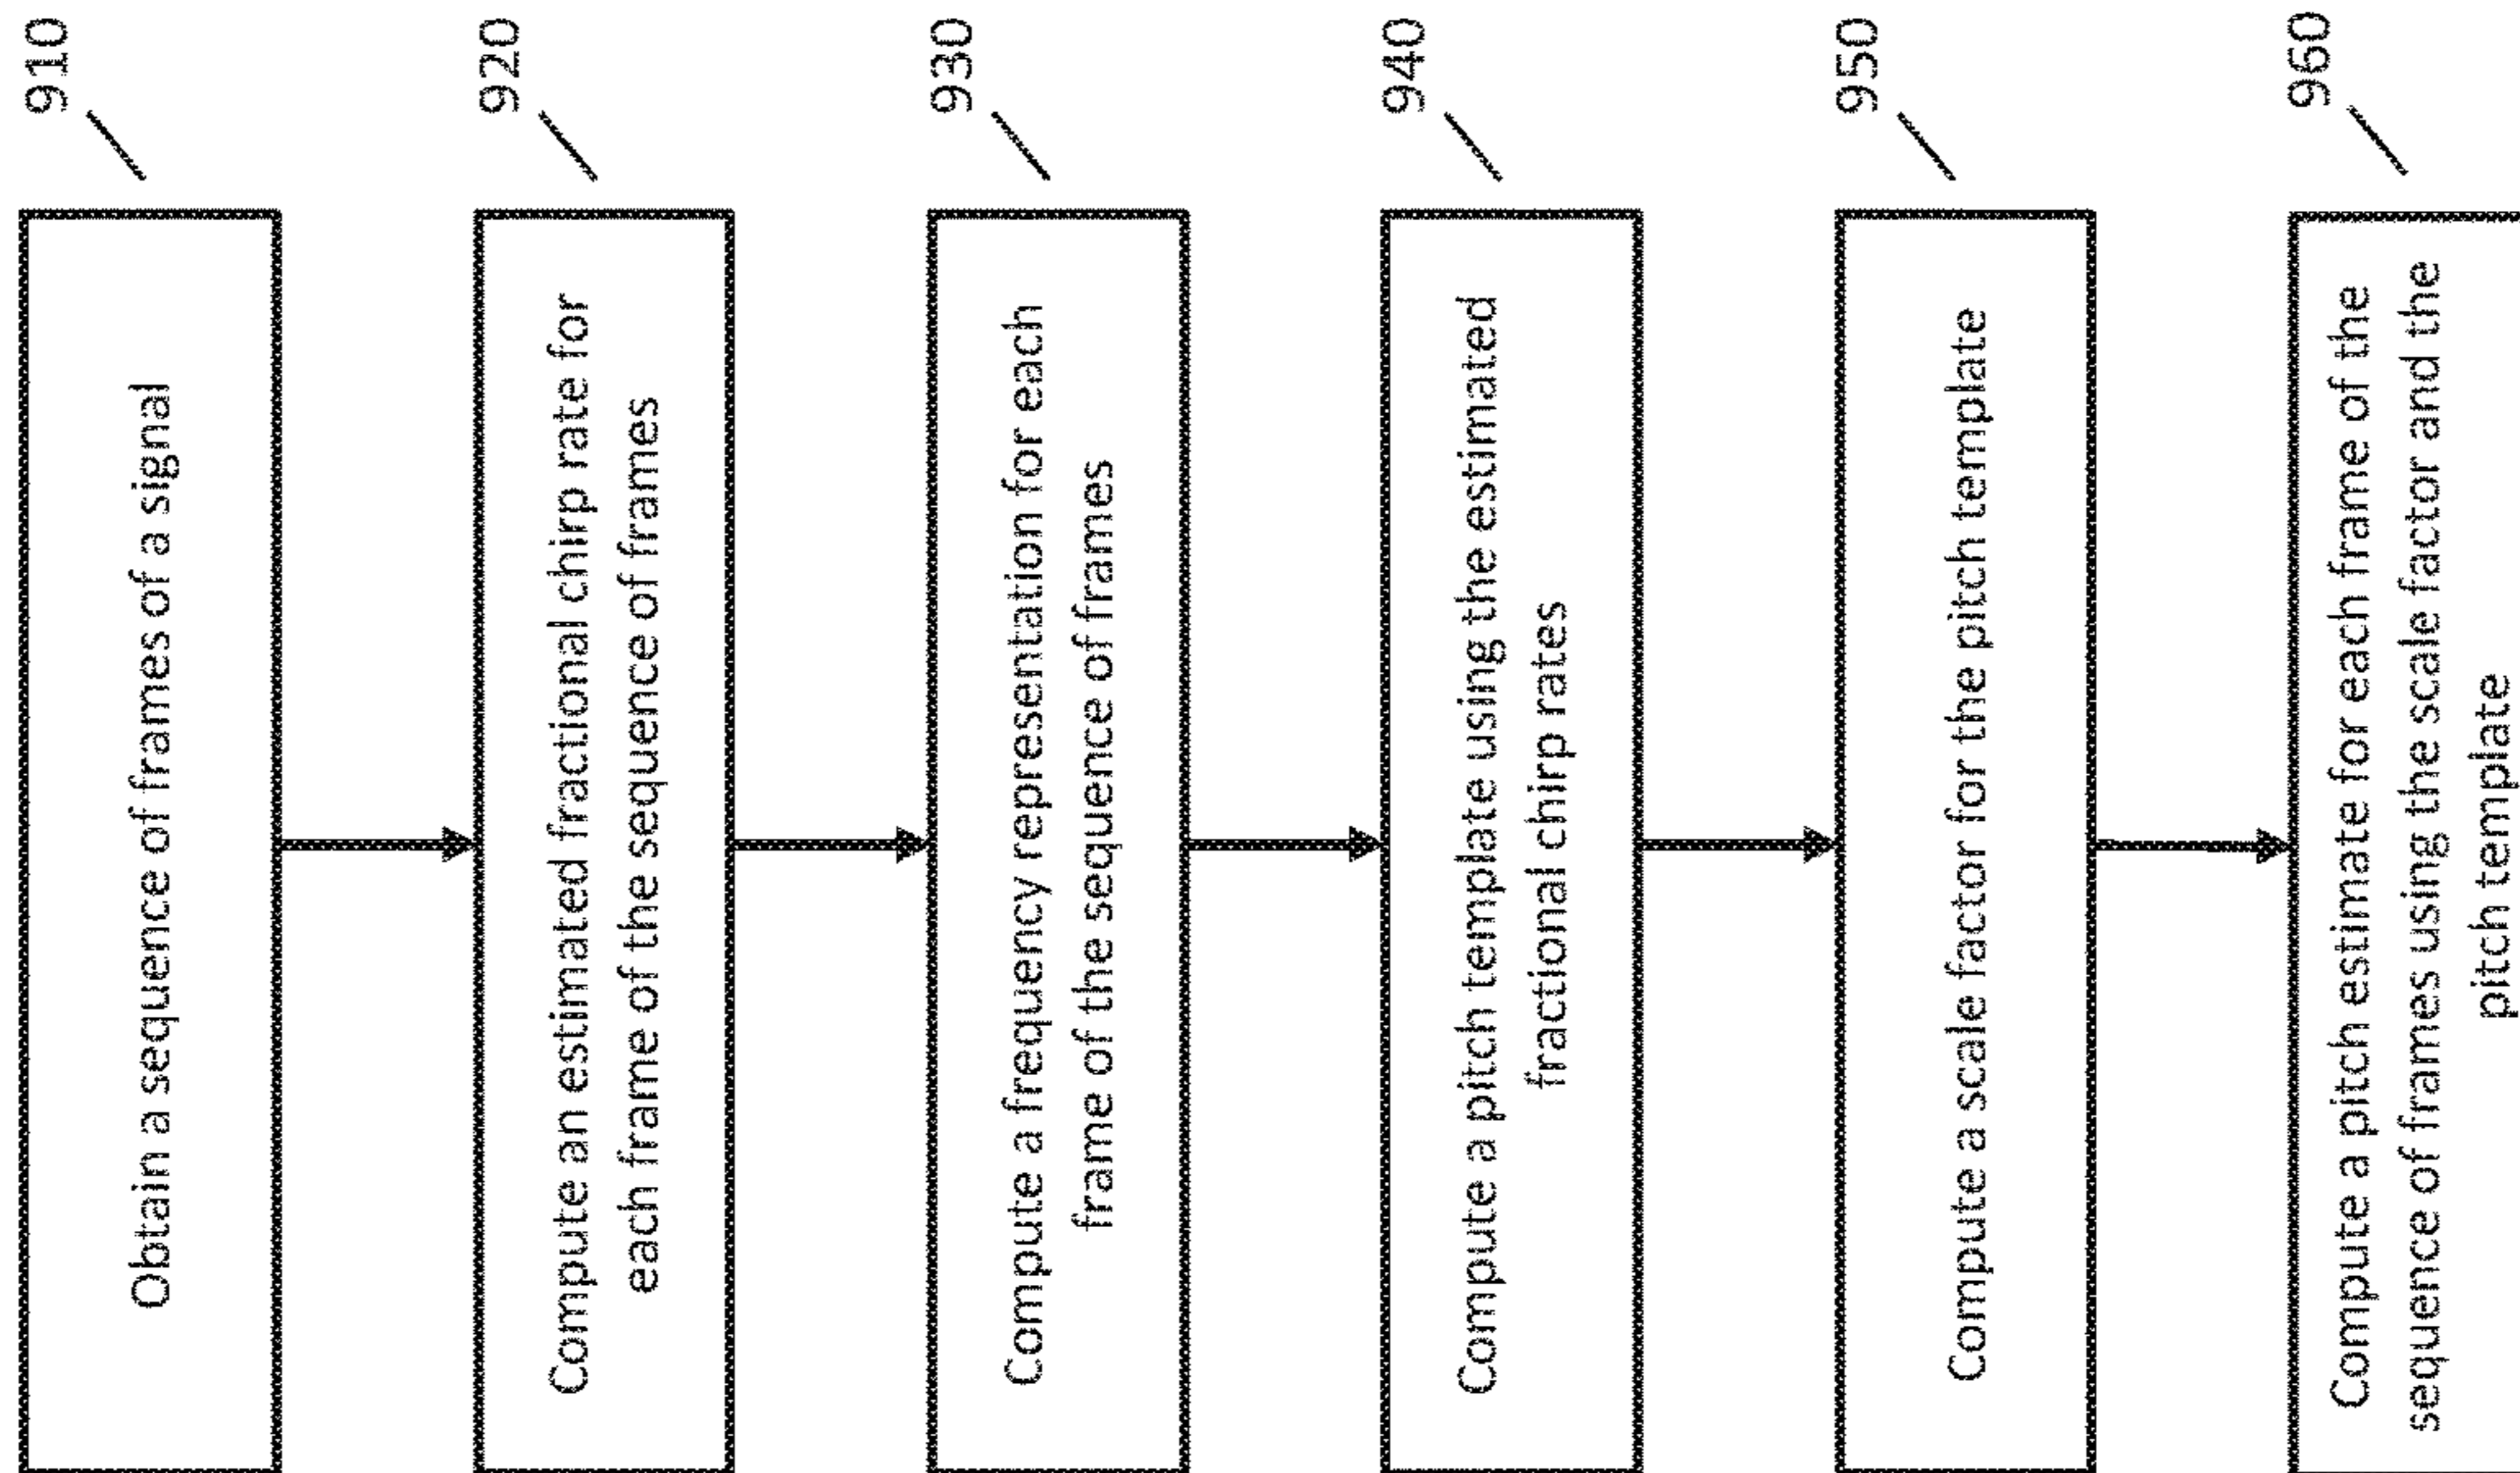 910
Obtain a sequence of frames of a signal
920
Compute an estimated fractional chirp rate for
each frame of the sequence of frames
930
Compute a frequency representation for each
frame of the sequence of frames
940
Compute a pitch template using the estimated
fractional chirp rates
950
Compute a scale factor for the pitch template
960
Compute a pitch estimate for each frame of the
sequence of frames using the scale factor and the
pitch template